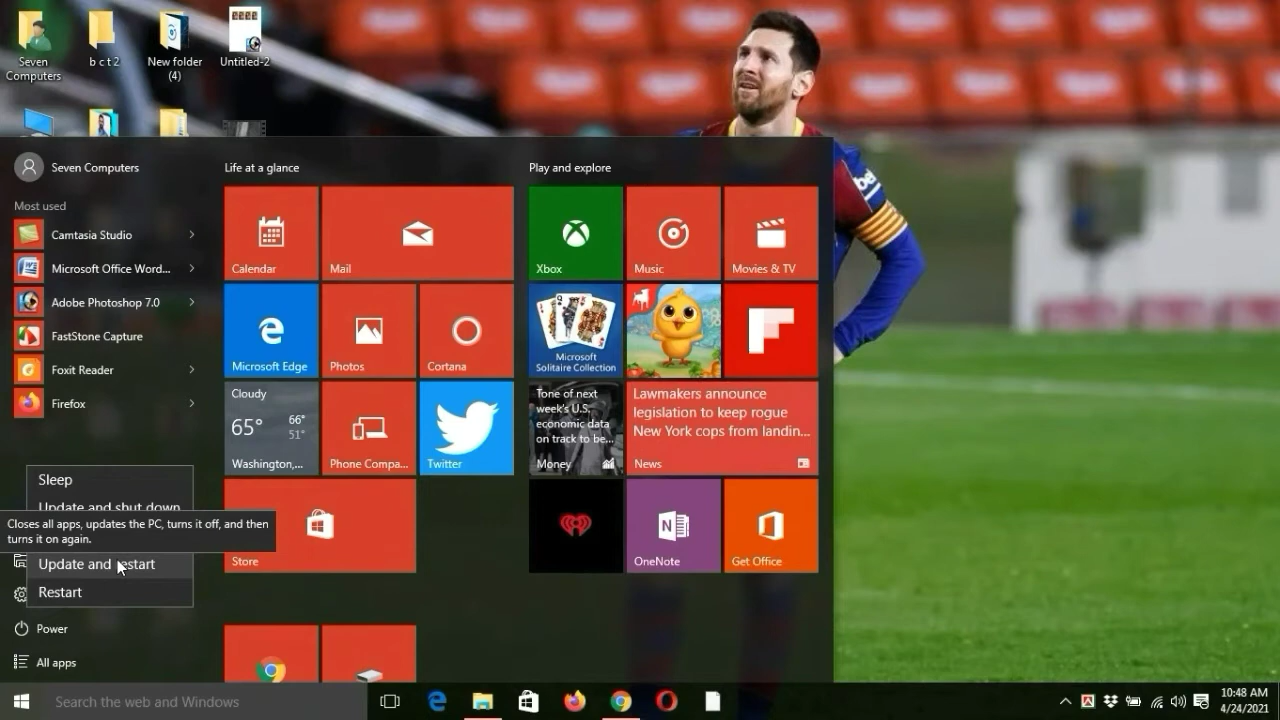 Seven
Computers
b c t 2
New folder
(4)
Untitled-2
Seven Computers
Most used
Camtasia Studio
Microsoft Office Word...
Adobe Photoshop 7.0
FastStone Capture
Foxit Reader
Firefox
Sleep
Update and shut down
Closes all apps, updates the PC, turns it off, and then
turns it on again.
Update and restart
Restart
Power
All apps
Life at a glance
Calendar
Mail
Microsoft Edge
Photos
Cortana
Cloudy
65°
66°
51°
Washington,...
Phone Compa...
Twitter
Store
Play and explore
Xbox
Music
Movies & TV
Microsoft
Solitaire Collection
Tone of next
week's U.S.
economic data
on track to be...
Money
Lawmakers announce
legislation to keep rogue
New York cops from landin...
News
OneNote
Get Office
Search the web and Windows
10:48 AM
4/24/2021